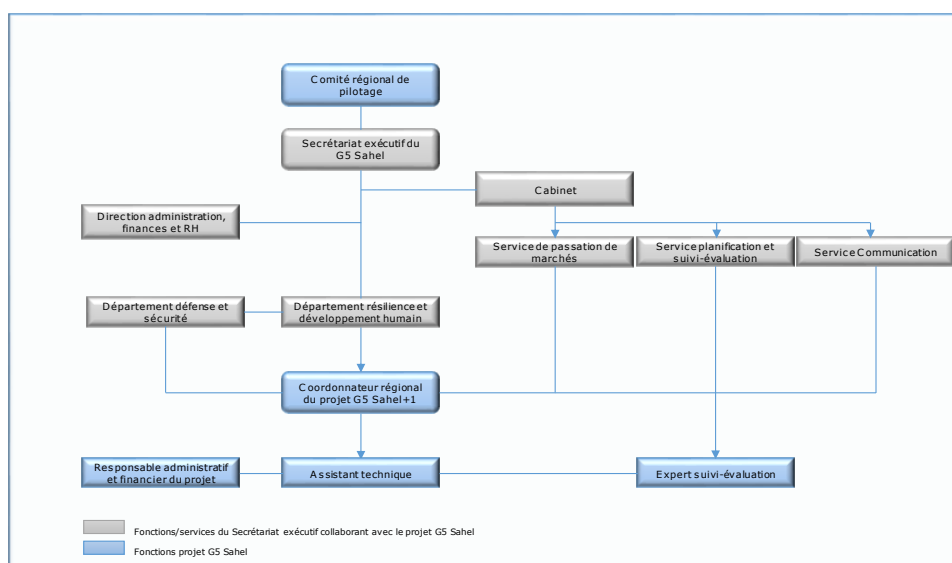 Comité régional de
pilotage
Secrétariat exécutif du
G5 Sahel
Cabinet
Direction administration,
finances et RH
Service de passation de
marchés
Service planification et
suivi-évaluation
Service Communication
Département défense et
sécurité
Département résilience et
développement humain
Coordonnateur régional
du projet G5 Sahel+1
Responsable administratif
et financier du projet
Assistant technique
Expert suivi-évaluation
Fonctions/services du Secrétariat exécutif collaborant avec le projet G5 Sahel
Fonctions projet G5 Sahel